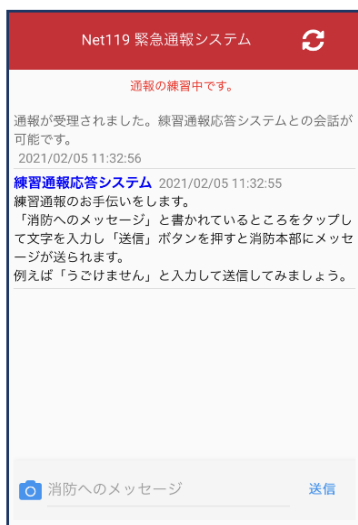 Net119 緊急通報システム
通報の練習中です。
通報が受理されました。練習通報応答システムとの会話が
可能です。
2021/02/05 11:32:56
練習通報応答システム 2021/02/05 11:32:55
練習通報のお手伝いをします。
「消防へのメッセージ」と書かれているところをタップし
て文字を入力し「送信」ボタンを押すと消防本部にメッセ
ージが送られます。
例えば「うごけません」と入力して送信してみましょう。
消防へのメッセージ 送信